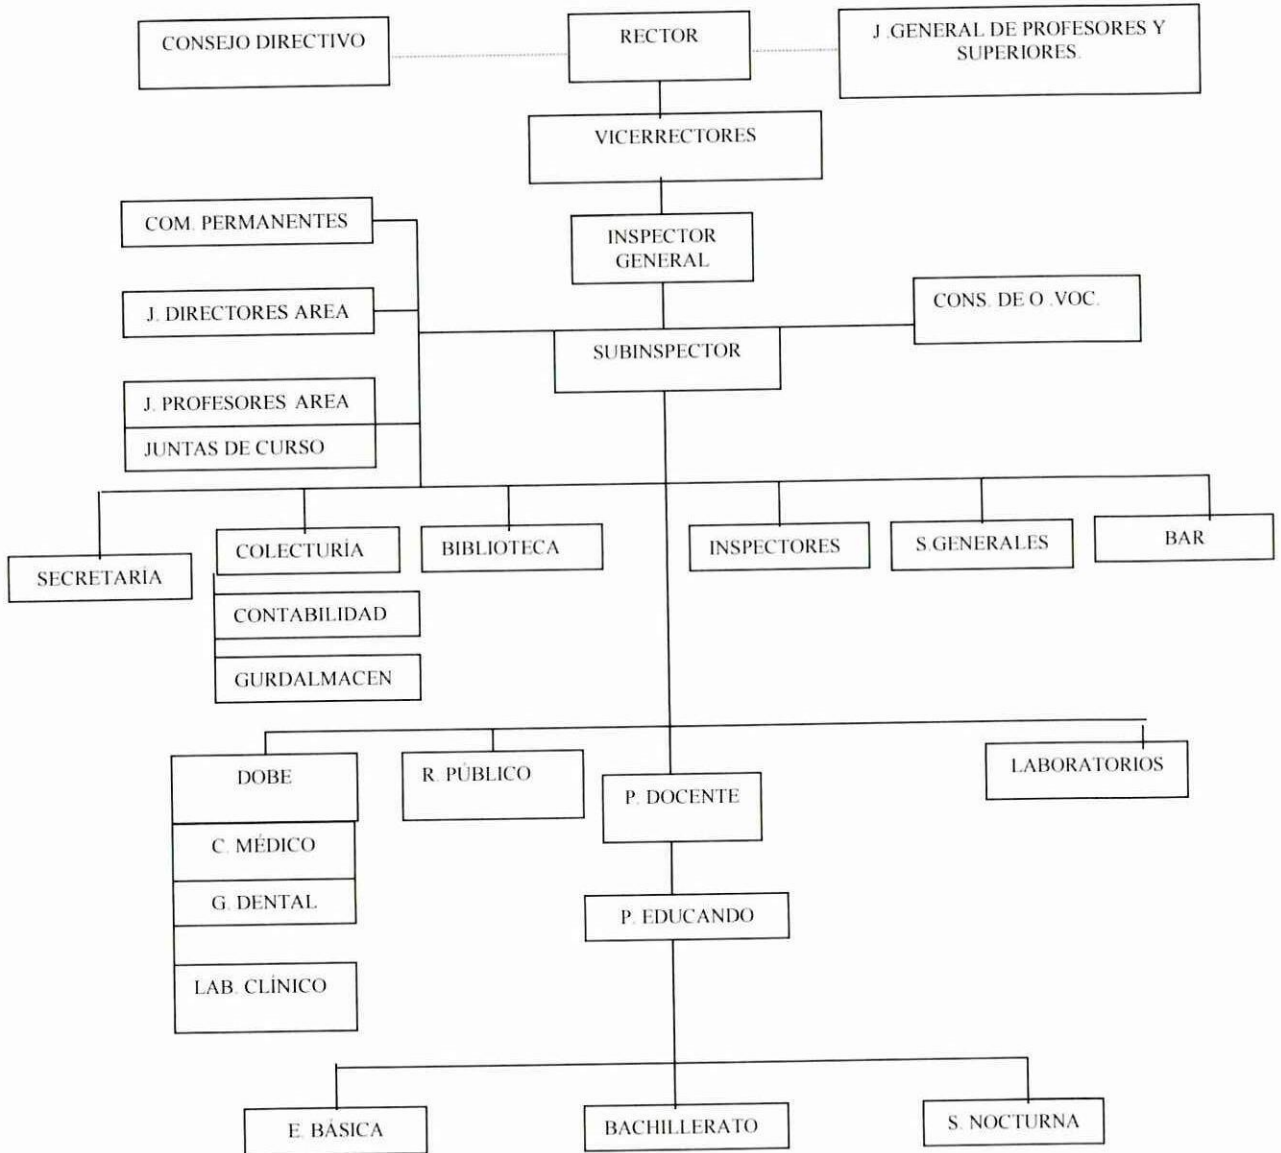 CONSEJO DIRECTIVO
RECTOR
J .GENERAL DE PROFESORES Y
SUPERIORES.
VICERRECTORES
COM. PERMANENTES
INSPECTOR
GENERAL
J. DIRECTORES AREA
CONS. DE O .VOC.
SUBINSPECTOR
J. PROFESORES AREA
JUNTAS DE CURSO
SECRETARÍA
COLECTURÍA
BIBLIOTECA
INSPECTORES
S.GENERALES
BAR
CONTABILIDAD
GURDALMACEN
DOBE
R. PÚBLICO
P. DOCENTE
LABORATORIOS
C. MÉDICO
G. DENTAL
P. EDUCANDO
LAB. CLÍNICO
E. BÁSICA
BACHILLERATO
S. NOCTURNA